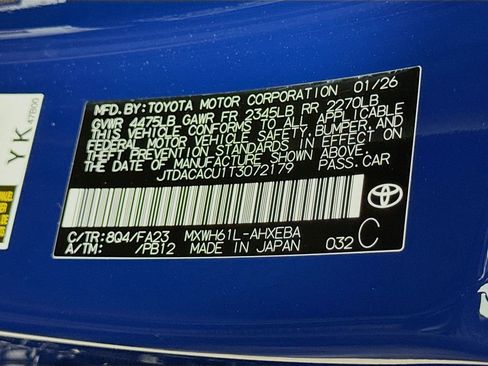 MFD.BY:TOYOTA MOTOR CORPORATION 01/26
GVWR 4475LB GAWR FR 2345LB RR 2270LB
THIS VEHICLE CONFORMS TO ALL APPLICABLE
FEDERAL MOTOR VEHICLE SAFETY, BUMPER, AND
THEFT PREVENTION STANDARDS IN EFFECT ON
THE DATE OF MANUFACTURE SHOWN ABOVE.
JTDACACU1T3072179 PASS.CAR
C/TR:8Q4/FA23 MXWH61L-AHXEBA
A/TM: /PB12 MADE IN JAPAN 032 C
YK
47B00